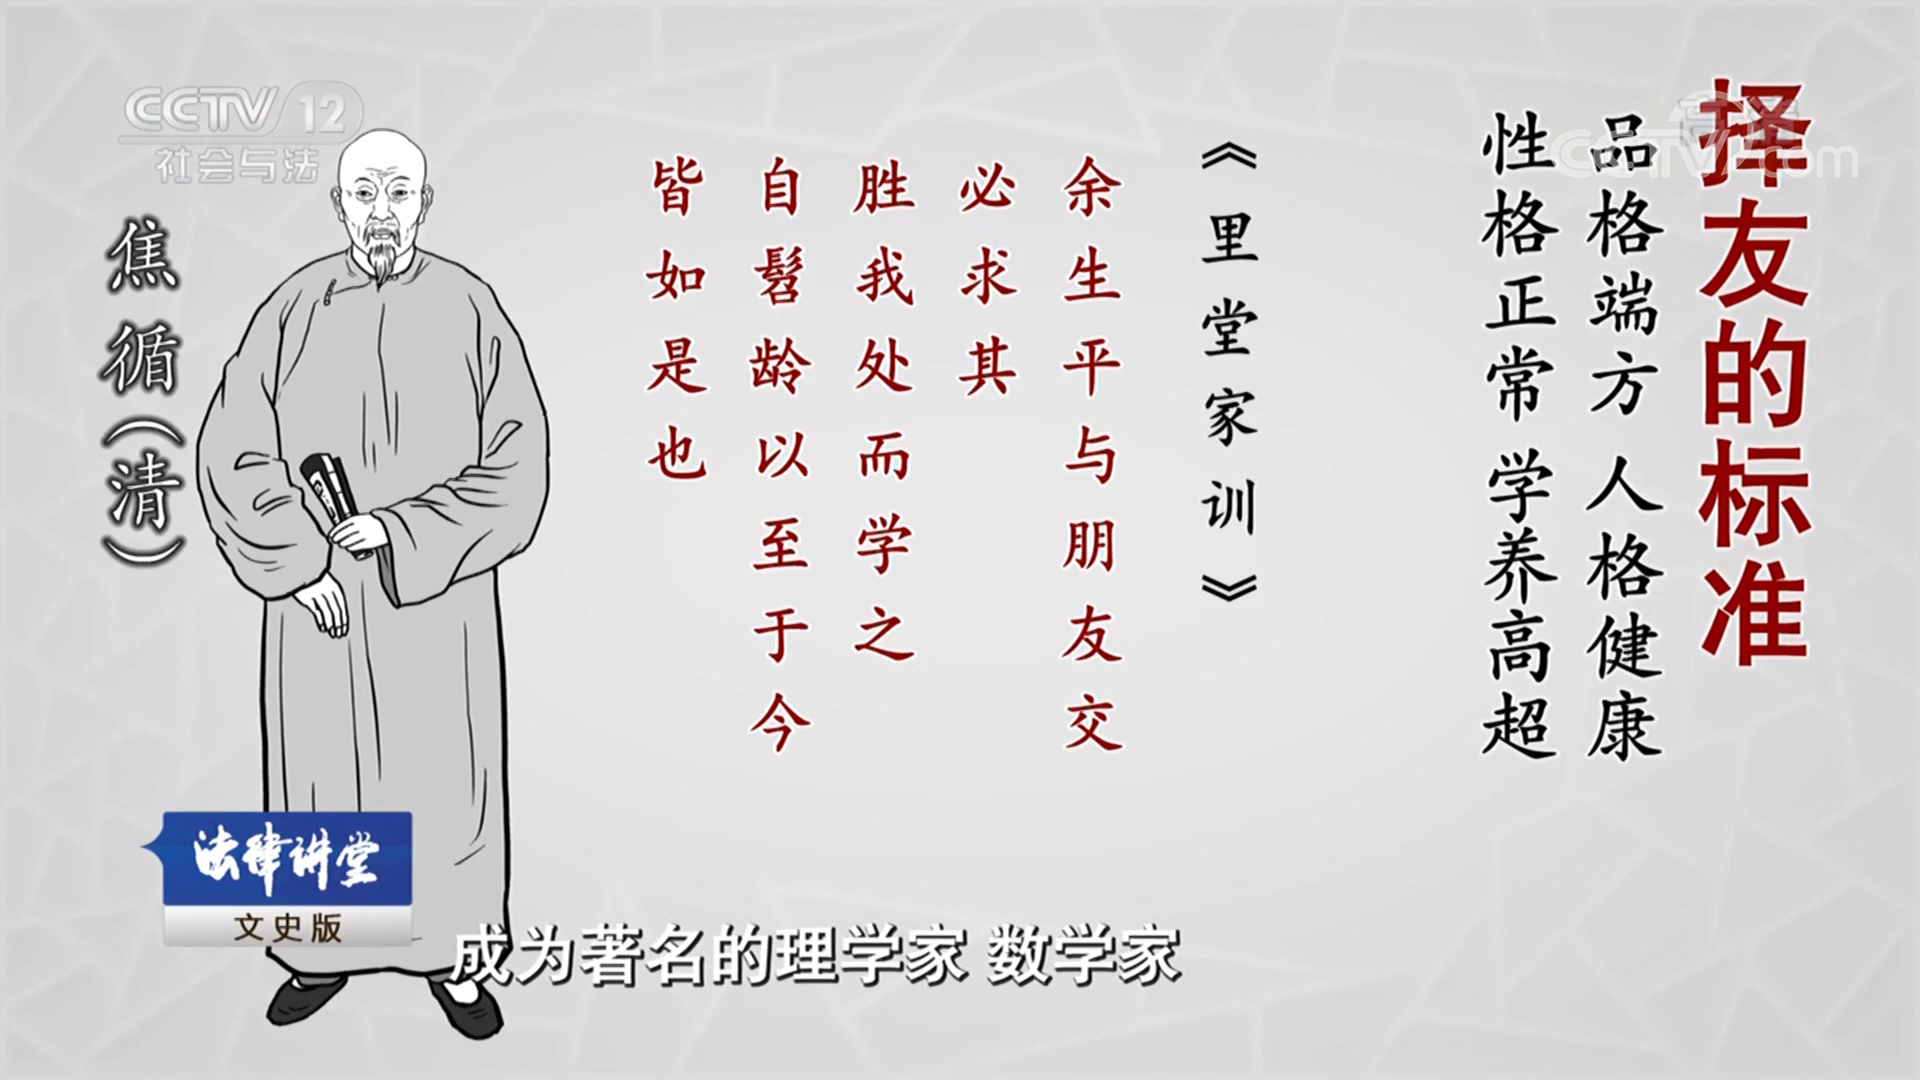 CCTV 12
社会与法
CCTV.com
择友的标准
品格端方 人格健康
性格正常 学养高超
《里堂家训》
余生平与朋友交
必求其
胜我处而学之
自髫龄以至于今
皆如是也
焦循(清)
法律讲堂
文史版
成为著名的理学家 数学家